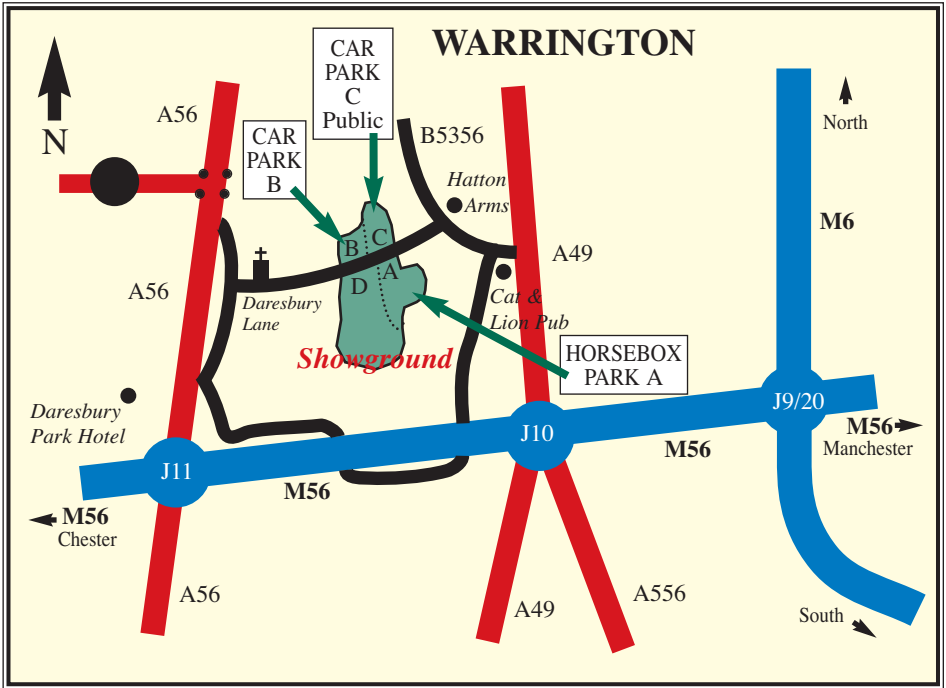 WARRINGTON
N
A56
CAR
PARK
C
Public
CAR
PARK
B
B5356
North
Hatton
Arms
M6
A49
A56
B
C
A
D
Daresbury
Lane
Cat &
Lion Pub
Showground
HORSEBOX
PARK A
Daresbury
Park Hotel
J9/20
J10
M56
Manchester
M56
J11
M56
M56
Chester
A56
A49
A556
South